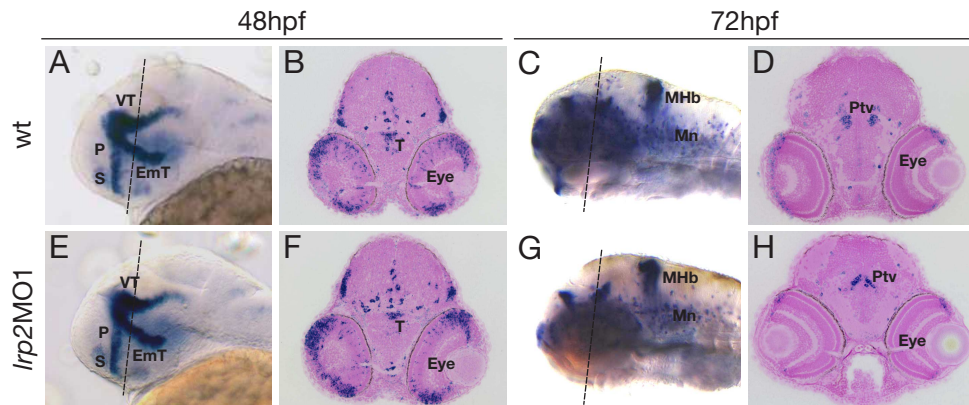 48hpf
72hpf
wt
A
VT
P
S
EmT
B
T
Eye
C
MHb
Mn
D
Ptv
Eye
lrp2MO1
E
VT
P
S
EmT
F
T
Eye
G
MHb
Mn
H
Ptv
Eye